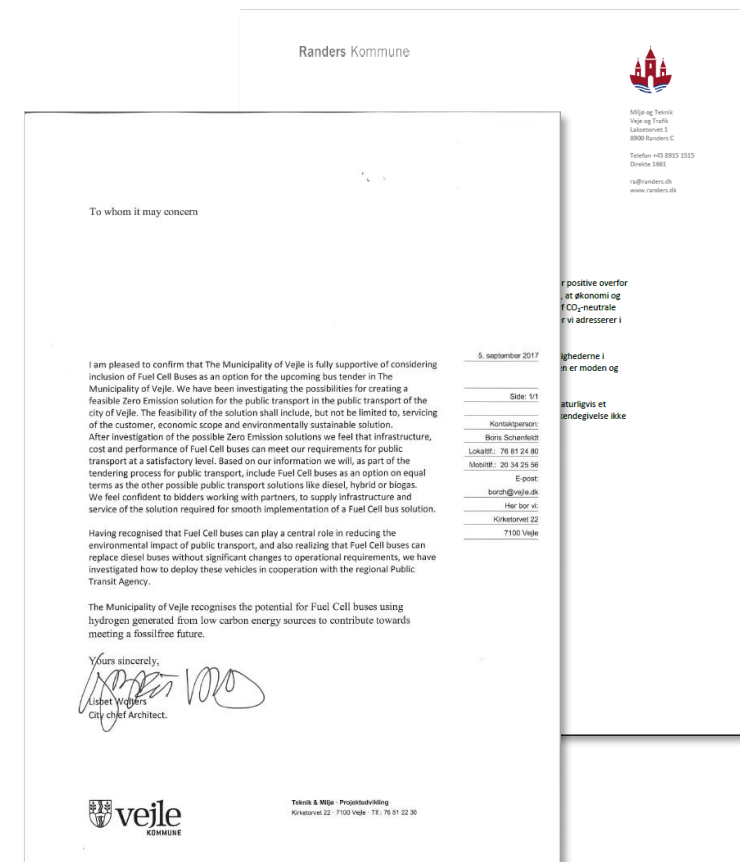 Randers Kommune
Miljø og Teknik
Veje og Trafik
Laksetorvet 1
8900 Randers C
Telefon +45 8915 1515
Direkte 1661
ra@randers.dk
www.randers.dk
r positive overfor
, at økonomi og
f CO₂-neutrale
r vi adresserer i
ighederne i
n er moden og
aturligvis et
endegivelse ikke
To whom it may concern
I am pleased to confirm that The Municipality of Vejle is fully supportive of considering
inclusion of Fuel Cell Buses as an option for the upcoming bus tender in The
Municipality of Vejle. We have been investigating the possibilities for creating a
feasible Zero Emission solution for the public transport in the public transport of the
city of Vejle. The feasibility of the solution shall include, but not be limited to, servicing
of the customer, economic scope and environmentally sustainable solution.
After investigation of the possible Zero Emission solutions we feel that infrastructure,
cost and performance of Fuel Cell buses can meet our requirements for public
transport at a satisfactory level. Based on our information we will, as part of the
tendering process for public transport, include Fuel Cell buses as an option on equal
terms as the other possible public transport solutions like diesel, hybrid or biogas.
We feel confident to bidders working with partners, to supply infrastructure and
service of the solution required for smooth implementation of a Fuel Cell bus solution.
Having recognised that Fuel Cell buses can play a central role in reducing the
environmental impact of public transport, and also realizing that Fuel Cell buses can
replace diesel buses without significant changes to operational requirements, we have
investigated how to deploy these vehicles in cooperation with the regional Public
Transit Agency.
The Municipality of Vejle recognises the potential for Fuel Cell buses using
hydrogen generated from low carbon energy sources to contribute towards
meeting a fossilfree future.
Yours sincerely,
Lisbet Wolters
City chief Architect.
5. september 2017
Side: 1/1
Kontaktperson:
Boris Schønfeldt
Lokaltlf.: 76 81 24 80
Mobiltlf.: 20 34 25 56
E-post:
borch@vejle.dk
Her bor vi:
Kirketorvet 22
7100 Vejle
vejle
KOMMUNE
Teknik & Miljø · Projektudvikling
Kirketorvet 22 · 7100 Vejle · Tlf.: 76 81 22 30